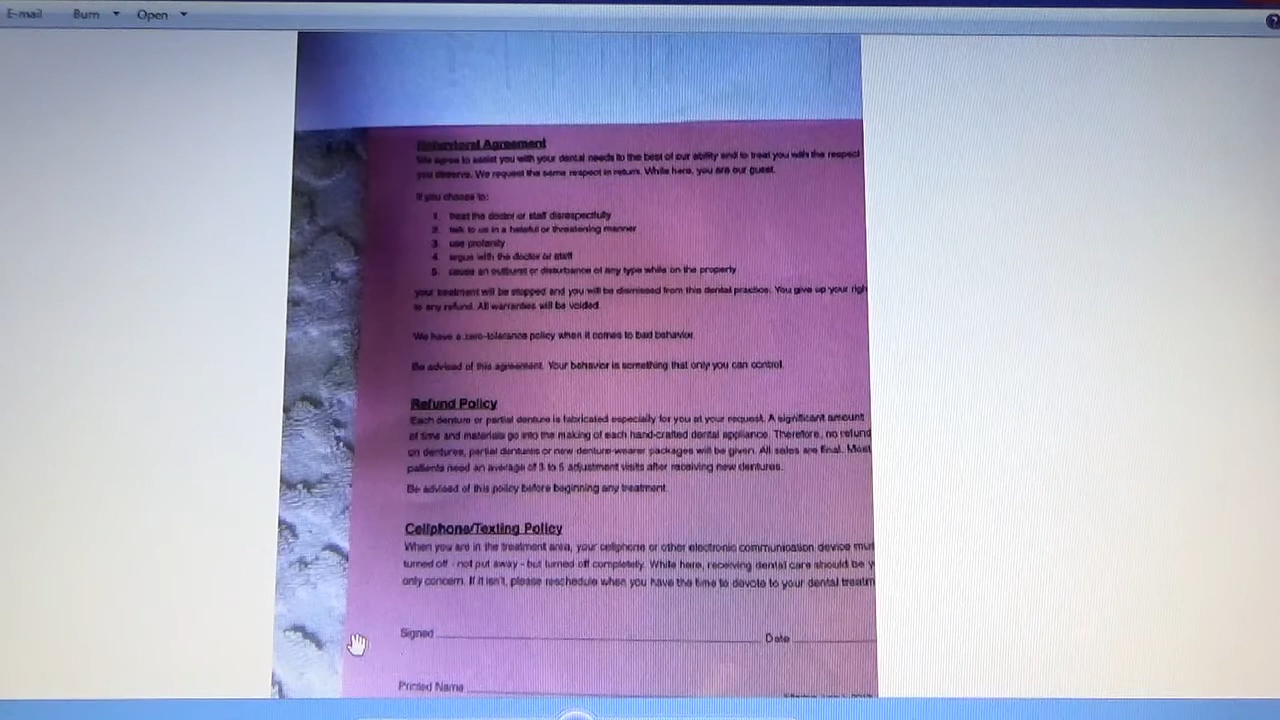 E-mail Burn Open
Behavioral Agreement
We agree to assist you with your dental needs to the best of our ability and to treat you with the respect
you deserve. We request the same respect in return. While here, you are our guest.
If you choose to:
1. treat the doctor or staff disrespectfully
2. talk to us in a hateful or threatening manner
3. use profanity
4. argue with the doctor or staff
5. cause an outburst or disturbance of any type while on the property
your treatment will be stopped and you will be dismissed from this dental practice. You give up your righ
to any refund. All warranties will be voided.
We have a zero-tolerance policy when it comes to bad behavior.
Be advised of this agreement. Your behavior is something that only you can control.
Refund Policy
Each denture or partial denture is fabricated especially for you at your request. A significant amount
of time and materials go into the making of each hand-crafted dental appliance. Therefore, no refund
on dentures, partial dentures or new denture-wearer packages will be given. All sales are final. Most
patients need an average of 3 to 5 adjustment visits after receiving new dentures.
Be advised of this policy before beginning any treatment.
Cellphone/Texting Policy
When you are in the treatment area, your cellphone or other electronic communication device mus
turned off - not put away - but turned off completely. While here, receiving dental care should be y
only concern. If it isn't, please reschedule when you have the time to devote to your dental treatm
Signed Date
Printed Name